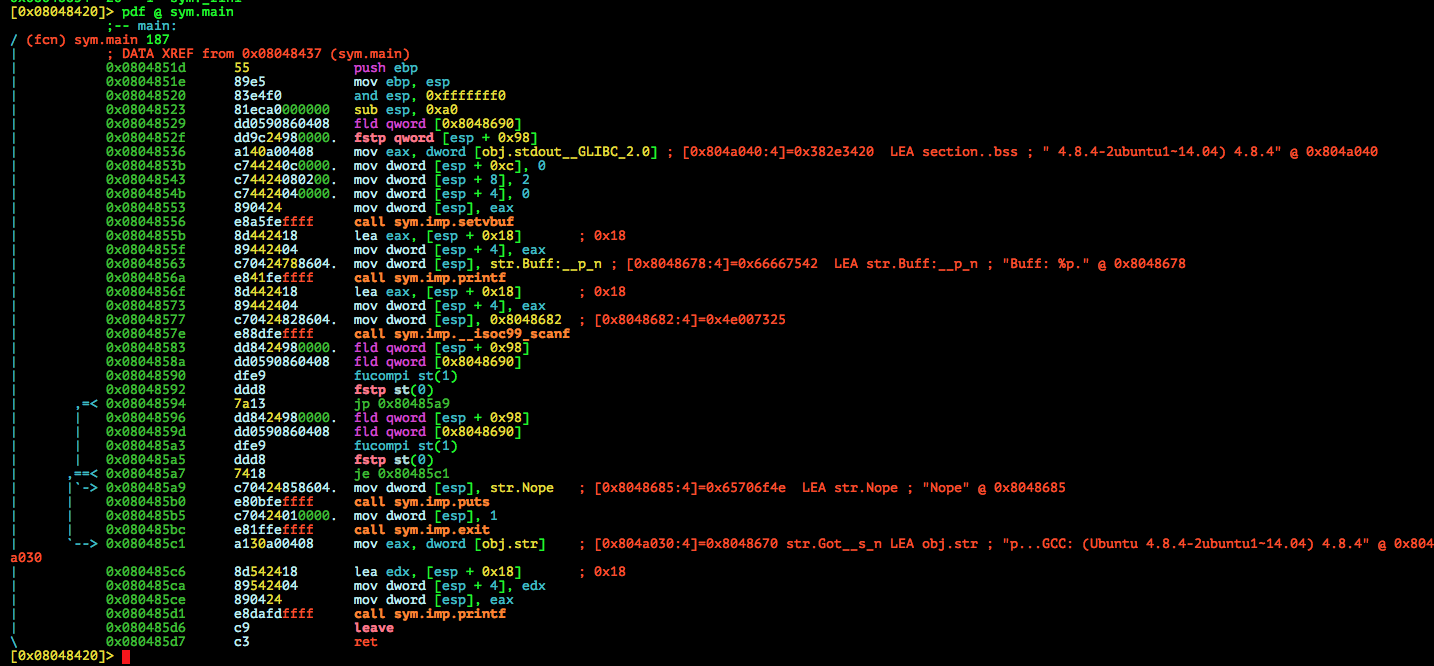 [0x08048420]> pdf @ sym.main
;-- main:
/ (fcn) sym.main 187
| ; DATA XREF from 0x08048437 (sym.main)
| 0x0804851d 55 push ebp
| 0x0804851e 89e5 mov ebp, esp
| 0x08048520 83e4f0 and esp, 0xfffffff0
| 0x08048523 81eca0000000 sub esp, 0xa0
| 0x08048529 dd0590860408 fld qword [0x8048690]
| 0x0804852f dd9c24980000. fstp qword [esp + 0x98]
| 0x08048536 a140a00408 mov eax, dword [obj.stdout__GLIBC_2.0] ; [0x804a040:4]=0x382e3420 LEA section..bss ; " 4.8.4-2ubuntu1~14.04) 4.8.4" @ 0x804a040
| 0x0804853b c744240c0000. mov dword [esp + 0xc], 0
| 0x08048543 c74424080200. mov dword [esp + 8], 2
| 0x0804854b c74424040000. mov dword [esp + 4], 0
| 0x08048553 890424 mov dword [esp], eax
| 0x08048556 e8a5feffff call sym.imp.setvbuf
| 0x0804855b 8d442418 lea eax, [esp + 0x18] ; 0x18
| 0x0804855f 89442404 mov dword [esp + 4], eax
| 0x08048563 c70424788604. mov dword [esp], str.Buff:__p_n ; [0x8048678:4]=0x66667542 LEA str.Buff:__p_n ; "Buff: %p." @ 0x8048678
| 0x0804856a e841feffff call sym.imp.printf
| 0x0804856f 8d442418 lea eax, [esp + 0x18] ; 0x18
| 0x08048573 89442404 mov dword [esp + 4], eax
| 0x08048577 c70424828604. mov dword [esp], 0x8048682 ; [0x8048682:4]=0x4e007325
| 0x0804857e e88dfeffff call sym.imp.__isoc99_scanf
| 0x08048583 dd8424980000. fld qword [esp + 0x98]
| 0x0804858a dd0590860408 fld qword [0x8048690]
| 0x08048590 dfe9 fucompi st(1)
| 0x08048592 ddd8 fstp st(0)
| ,=< 0x08048594 7a13 jp 0x80485a9
| | 0x08048596 dd8424980000. fld qword [esp + 0x98]
| | 0x0804859d dd0590860408 fld qword [0x8048690]
| | 0x080485a3 dfe9 fucompi st(1)
| | 0x080485a5 ddd8 fstp st(0)
| ,==< 0x080485a7 7418 je 0x80485c1
| |`-> 0x080485a9 c70424858604. mov dword [esp], str.Nope ; [0x8048685:4]=0x65706f4e LEA str.Nope ; "Nope" @ 0x8048685
| | 0x080485b0 e80bfeffff call sym.imp.puts
| | 0x080485b5 c70424010000. mov dword [esp], 1
| | 0x080485bc e81ffeffff call sym.imp.exit
| `--> 0x080485c1 a130a00408 mov eax, dword [obj.str] ; [0x804a030:4]=0x8048670 str.Got__s_n LEA obj.str ; "p...GCC: (Ubuntu 4.8.4-2ubuntu1~14.04) 4.8.4" @ 0x804
a030
| 0x080485c6 8d542418 lea edx, [esp + 0x18] ; 0x18
| 0x080485ca 89542404 mov dword [esp + 4], edx
| 0x080485ce 890424 mov dword [esp], eax
| 0x080485d1 e8dafdffff call sym.imp.printf
| 0x080485d6 c9 leave
\ 0x080485d7 c3 ret
[0x08048420]>